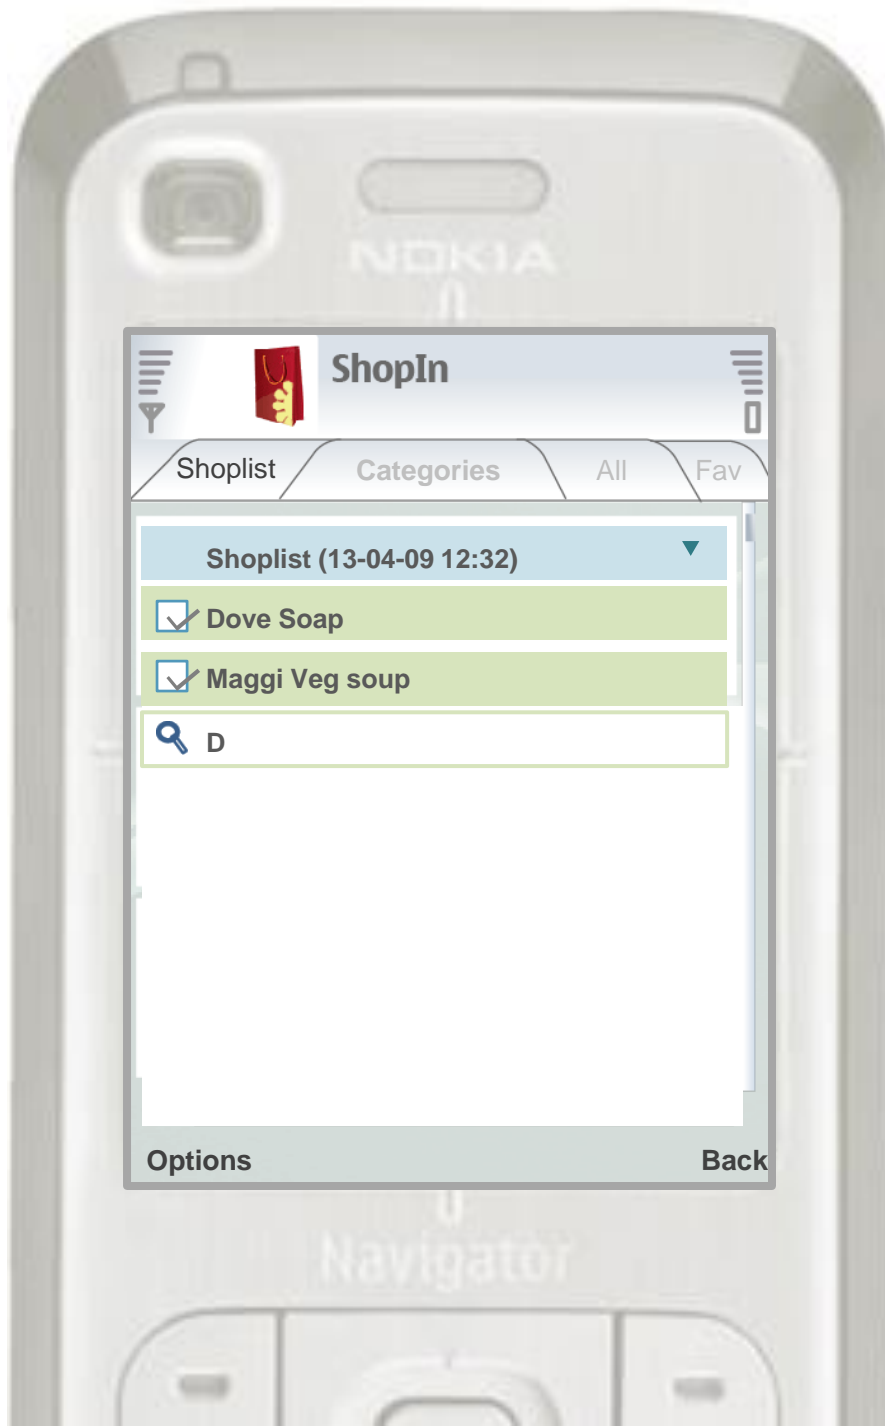 NOKIA
ShopIn
Shoplist Categories All Fav
Shoplist (13-04-09 12:32)
Dove Soap
Maggi Veg soup
D
Options Back
Navigator